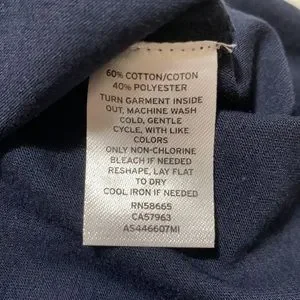 60% COTTON/COTON
40% POLYESTER
TURN GARMENT INSIDE
OUT, MACHINE WASH
COLD, GENTLE
CYCLE, WITH LIKE
COLORS
ONLY NON-CHLORINE
BLEACH IF NEEDED
RESHAPE, LAY FLAT
TO DRY
COOL IRON IF NEEDED
RN58665
CA57963
AS446607MI